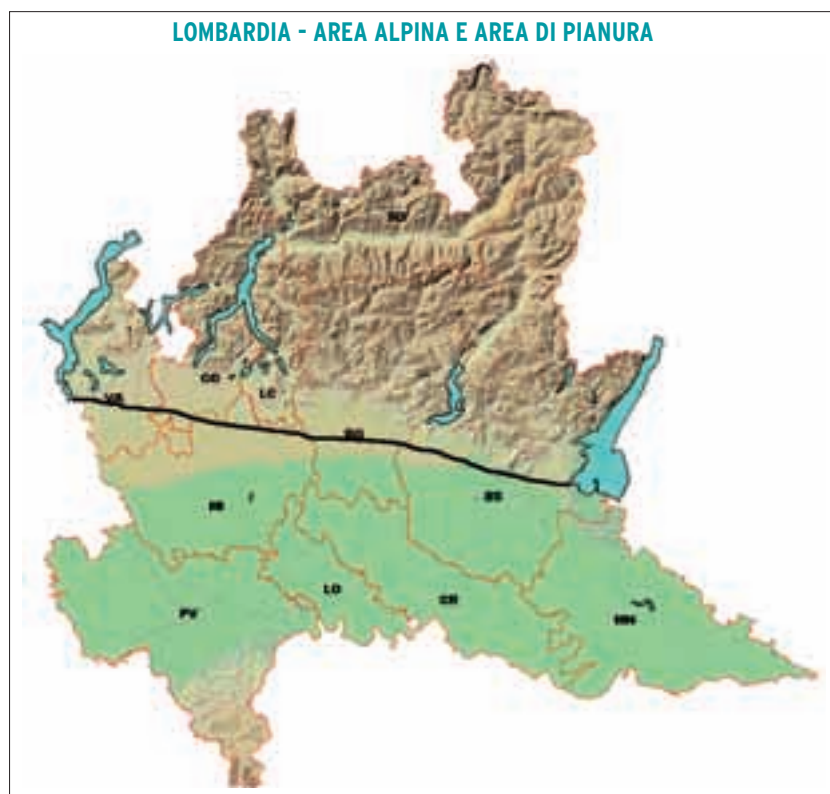 LOMBARDIA - AREA ALPINA E AREA DI PIANURA
SO
CO
LC
VA
BG
MI
BS
LO
CR
PV
MN